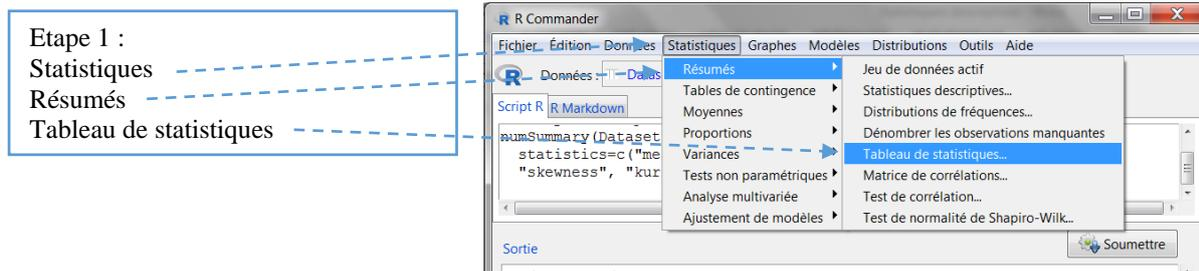 Etape 1 :
Statistiques
Résumés
Tableau de statistiques
R Commander
Fichier Édition Données Statistiques Graphes Modèles Distributions Outils Aide
Données :
Script R R Markdown
numSummary(Dataset
statistics=c("me
"skewness", "kur
Résumés
Tables de contingence
Moyennes
Proportions
Variances
Tests non paramétriques
Analyse multivariée
Ajustement de modèles
Jeu de données actif
Statistiques descriptives...
Distributions de fréquences...
Dénombrer les observations manquantes
Tableau de statistiques...
Matrice de corrélations...
Test de corrélation...
Test de normalité de Shapiro-Wilk...
Sortie
Soumettre